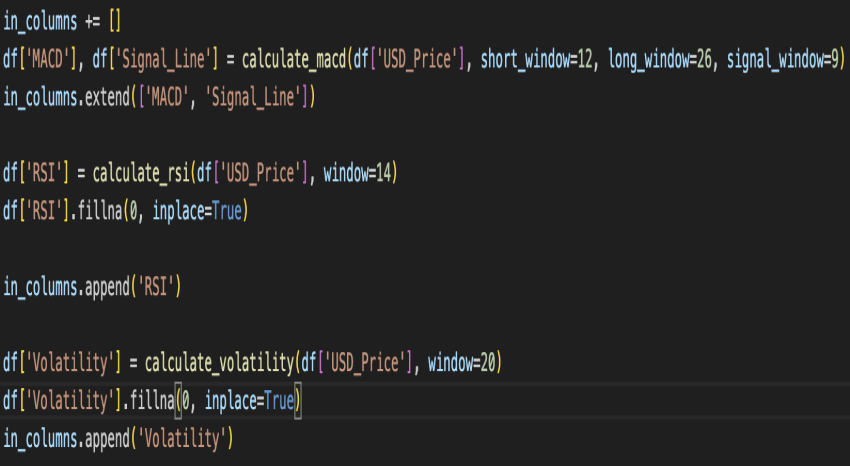 in_columns += []
df['MACD'], df['Signal_Line'] = calculate_macd(df['USD_Price'], short_window=12, long_window=26, signal_window=9)
in_columns.extend(['MACD', 'Signal_Line'])
df['RSI'] = calculate_rsi(df['USD_Price'], window=14)
df['RSI'].fillna(0, inplace=True)
in_columns.append('RSI')
df['Volatility'] = calculate_volatility(df['USD_Price'], window=20)
df['Volatility'].fillna(0, inplace=True)
in_columns.append('Volatility')